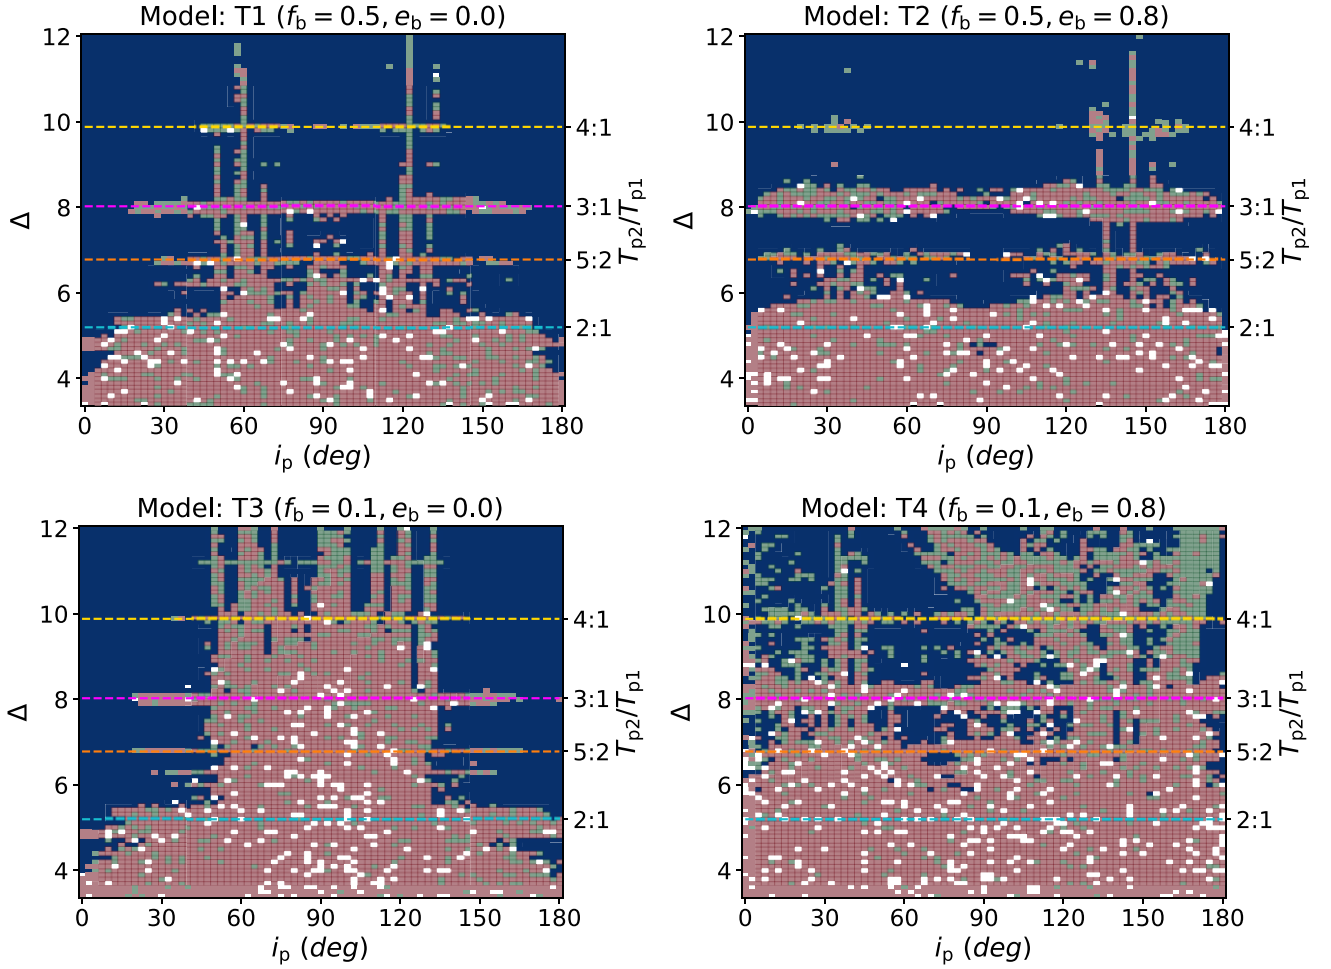 Model: T1 (f_b = 0.5, e_b = 0.0)
12
10
8
6
4
Δ
4:1
3:1
5:2
2:1
T_p2/T_p1
0 30 60 90 120 150 180
i_p (deg)
Model: T2 (f_b = 0.5, e_b = 0.8)
12
10
8
6
4
Δ
4:1
3:1
5:2
2:1
T_p2/T_p1
0 30 60 90 120 150 180
i_p (deg)
Model: T3 (f_b = 0.1, e_b = 0.0)
12
10
8
6
4
Δ
4:1
3:1
5:2
2:1
T_p2/T_p1
0 30 60 90 120 150 180
i_p (deg)
Model: T4 (f_b = 0.1, e_b = 0.8)
12
10
8
6
4
Δ
4:1
3:1
5:2
2:1
T_p2/T_p1
0 30 60 90 120 150 180
i_p (deg)